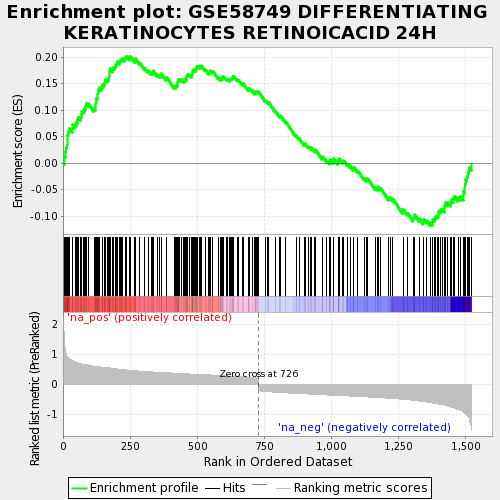 Enrichment plot: GSE58749 DIFFERENTIATING
KERATINOCYTES RETINOICACID 24H
Enrichment score (ES)
0.20
0.15
0.10
0.05
0.00
-0.05
-0.10
'na_pos' (positively correlated)
Ranked list metric (PreRanked)
2
1
0
-1
Zero cross at 726
'na_neg' (negatively correlated)
0 250 500 750 1,000 1,250 1,500
Rank in Ordered Dataset
Enrichment profile Hits Ranking metric scores